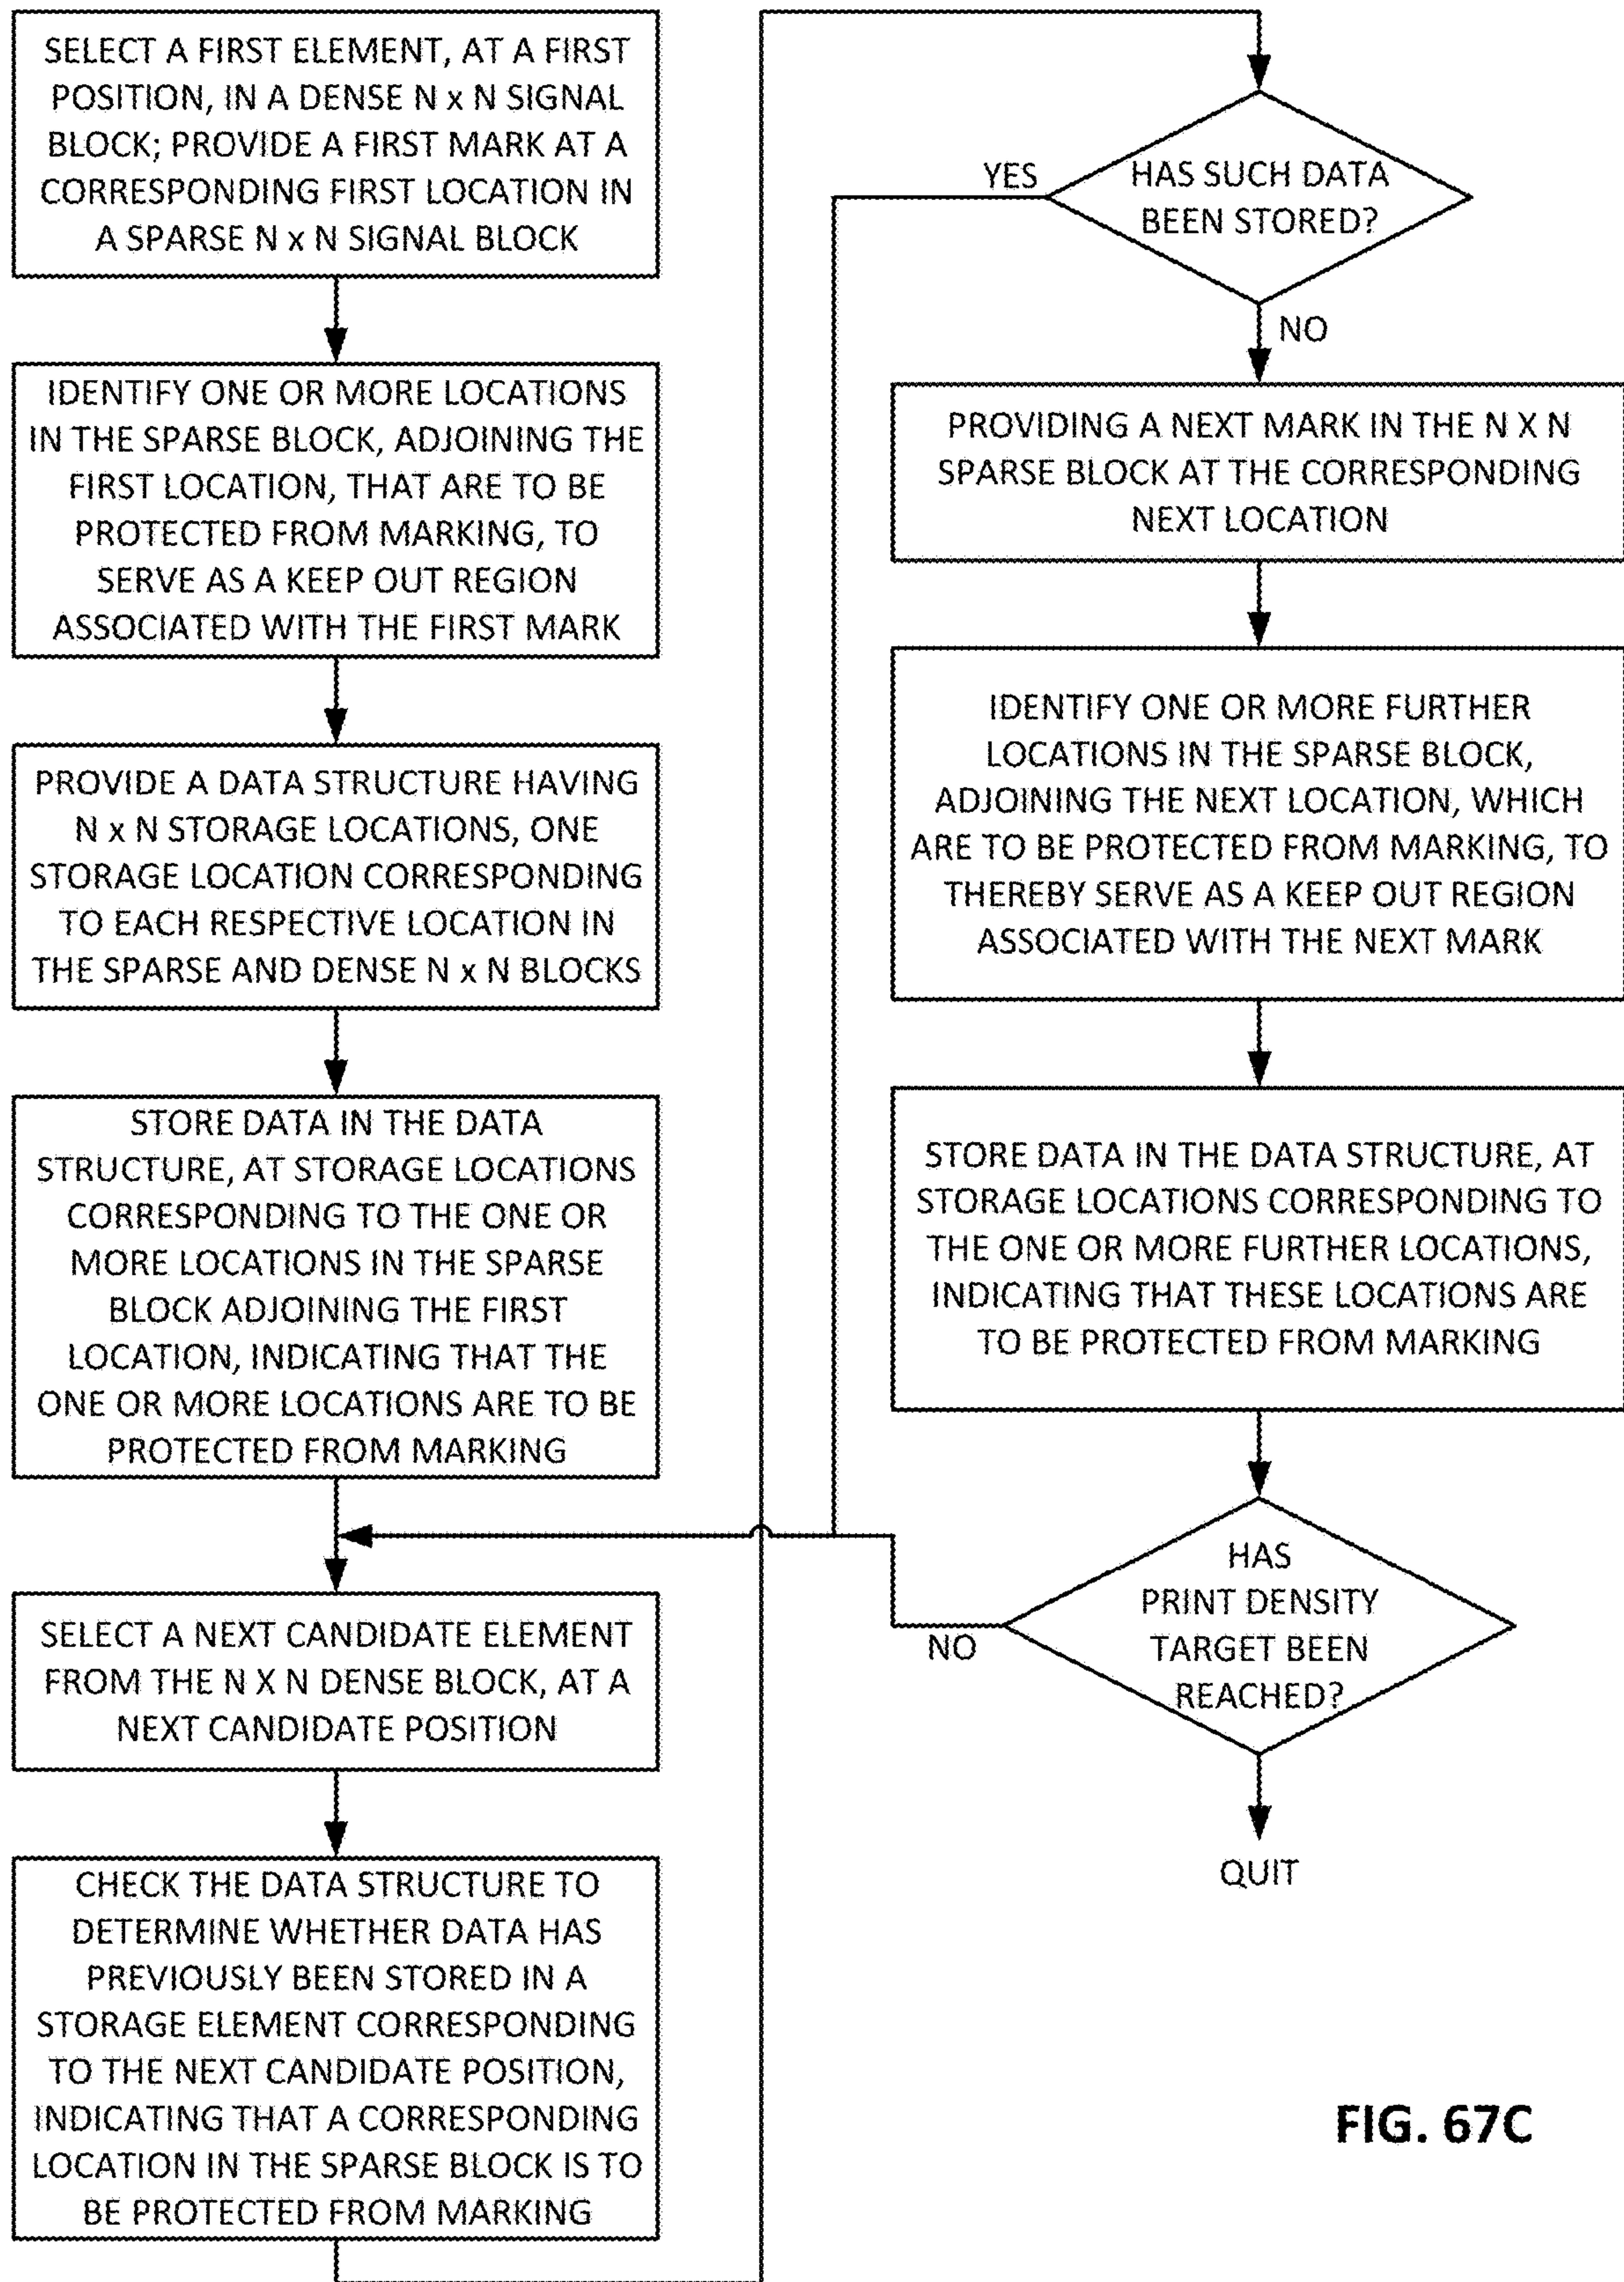 SELECT A FIRST ELEMENT, AT A FIRST
POSITION, IN A DENSE N x N SIGNAL
BLOCK; PROVIDE A FIRST MARK AT A
CORRESPONDING FIRST LOCATION IN
A SPARSE N x N SIGNAL BLOCK
IDENTIFY ONE OR MORE LOCATIONS
IN THE SPARSE BLOCK, ADJOINING THE
FIRST LOCATION, THAT ARE TO BE
PROTECTED FROM MARKING, TO
SERVE AS A KEEP OUT REGION
ASSOCIATED WITH THE FIRST MARK
PROVIDE A DATA STRUCTURE HAVING
N x N STORAGE LOCATIONS, ONE
STORAGE LOCATION CORRESPONDING
TO EACH RESPECTIVE LOCATION IN
THE SPARSE AND DENSE N x N BLOCKS
STORE DATA IN THE DATA
STRUCTURE, AT STORAGE LOCATIONS
CORRESPONDING TO THE ONE OR
MORE LOCATIONS IN THE SPARSE
BLOCK ADJOINING THE FIRST
LOCATION, INDICATING THAT THE
ONE OR MORE LOCATIONS ARE TO BE
PROTECTED FROM MARKING
SELECT A NEXT CANDIDATE ELEMENT
FROM THE N X N DENSE BLOCK, AT A
NEXT CANDIDATE POSITION
CHECK THE DATA STRUCTURE TO
DETERMINE WHETHER DATA HAS
PREVIOUSLY BEEN STORED IN A
STORAGE ELEMENT CORRESPONDING
TO THE NEXT CANDIDATE POSITION,
INDICATING THAT A CORRESPONDING
LOCATION IN THE SPARSE BLOCK IS TO
BE PROTECTED FROM MARKING
HAS SUCH DATA
BEEN STORED?
YES
NO
PROVIDING A NEXT MARK IN THE N X N
SPARSE BLOCK AT THE CORRESPONDING
NEXT LOCATION
IDENTIFY ONE OR MORE FURTHER
LOCATIONS IN THE SPARSE BLOCK,
ADJOINING THE NEXT LOCATION, WHICH
ARE TO BE PROTECTED FROM MARKING, TO
THEREBY SERVE AS A KEEP OUT REGION
ASSOCIATED WITH THE NEXT MARK
STORE DATA IN THE DATA STRUCTURE, AT
STORAGE LOCATIONS CORRESPONDING TO
THE ONE OR MORE FURTHER LOCATIONS,
INDICATING THAT THESE LOCATIONS ARE
TO BE PROTECTED FROM MARKING
HAS
PRINT DENSITY
TARGET BEEN
REACHED?
NO
QUIT
FIG. 67C